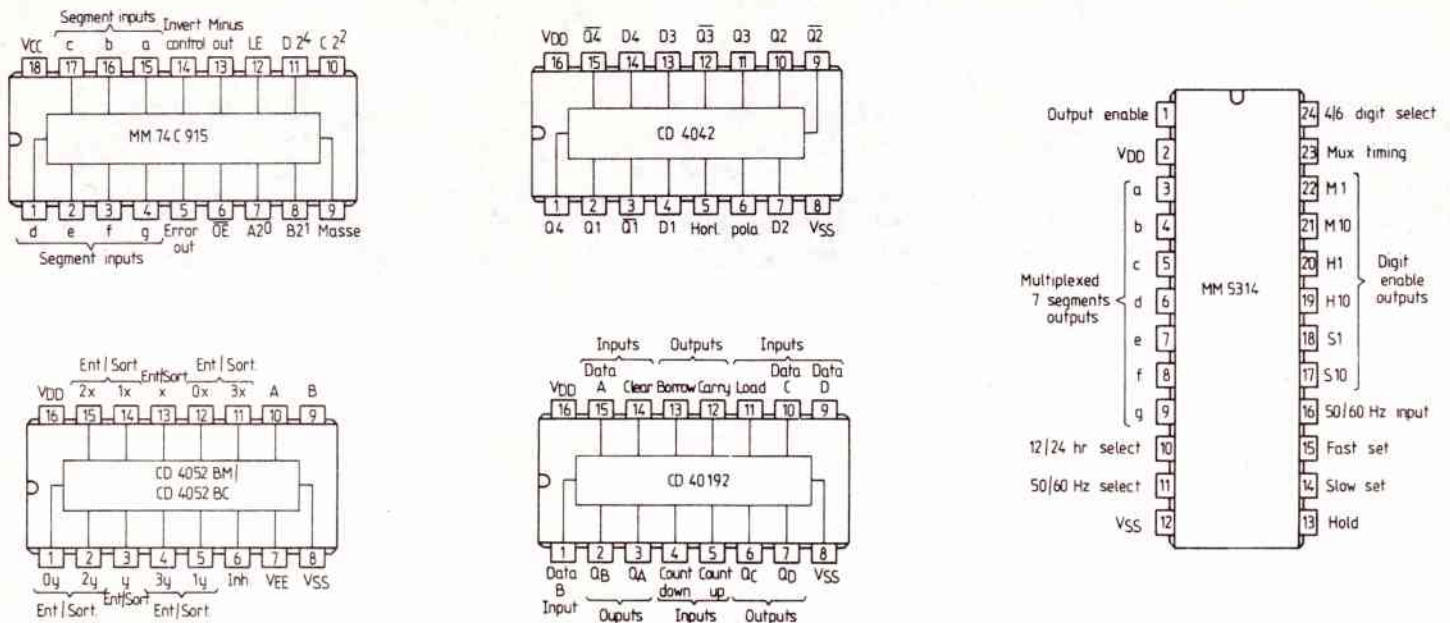 Segment inputs Invert Minus
VCC c b a control out LE D 2⁴ C 2²
18 17 16 15 14 13 12 11 10
MM 74C 915
1 2 3 4 5 6 7 8 9
d e f g Error out O̅E̅ A2⁰ B2¹ Masse
Segment inputs
VDD Q̅4̅ D4 D3 Q̅3̅ Q3 Q2 Q̅2̅
16 15 14 13 12 11 10 9
CD 4042
1 2 3 4 5 6 7 8
Q4 Q1 Q̅1̅ D1 Horl. pola D2 VSS
Ent/Sort Ent/Sort Ent/Sort.
VDD 2x 1x x 0x 3x A B
16 15 14 13 12 11 10 9
CD 4052 BM/
CD 4052 BC
1 2 3 4 5 6 7 8
0y 2y y 3y 1y Inh VEE VSS
Ent/Sort. Ent/Sort Ent/Sort
Inputs Outputs Inputs
Data Data Data
VDD A Clear Borrow Carry Load C D
16 15 14 13 12 11 10 9
CD 40192
1 2 3 4 5 6 7 8
Data QB QA Count Count QC QD VSS
B down up
Input
Ouputs Inputs Outputs
MM 5314
Output enable 1 24 4/6 digit select
VDD 2 23 Mux timing
a 3 22 M1
b 4 21 M10
c 5 20 H1
d 6 19 H10
e 7 18 S1
f 8 17 S10
g 9 16 50/60 Hz input
12/24 hr select 10 15 Fast set
50/60 Hz select 11 14 Slow set
VSS 12 13 Hold
Multiplexed
7 segments
outputs
Digit
enable
outputs